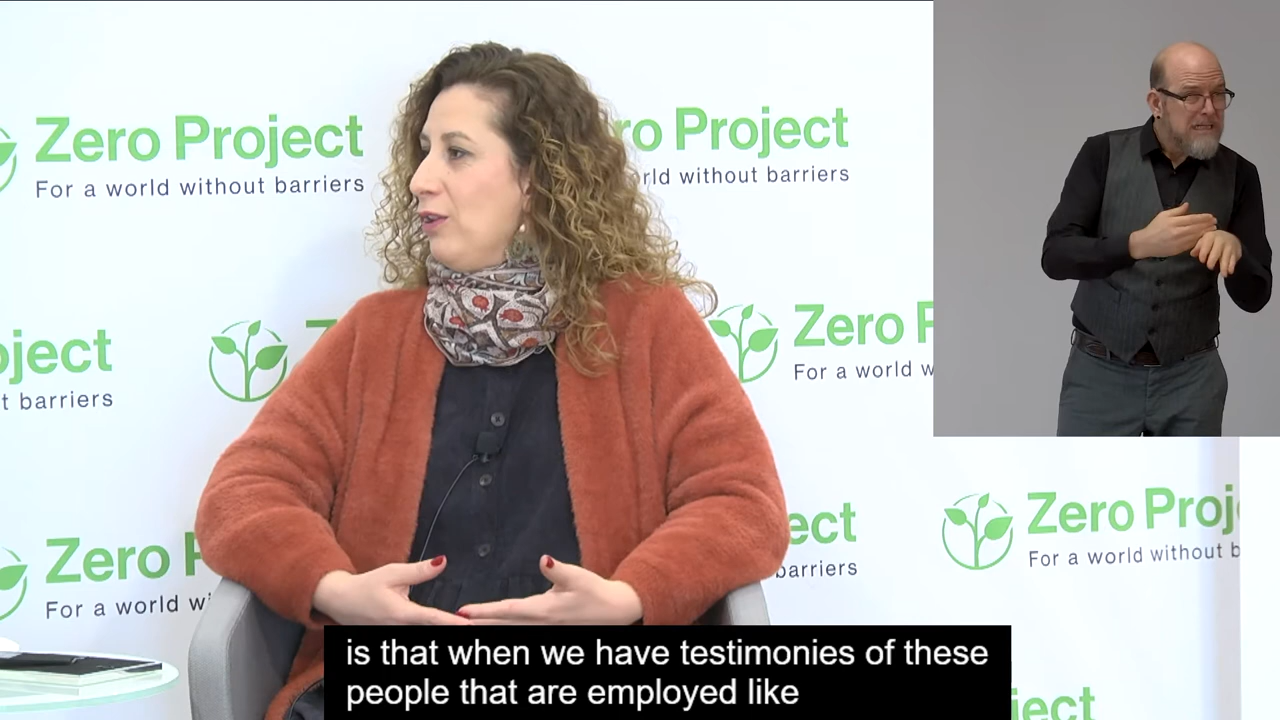 Zero Project
For a world without barriers
ro Project
rld without barriers
oject
t barriers
Zero P
For a world w
Zero Proj
For a world without b
ect
barriers
Zero P
For a world wi
ject
is that when we have testimonies of these
people that are employed like